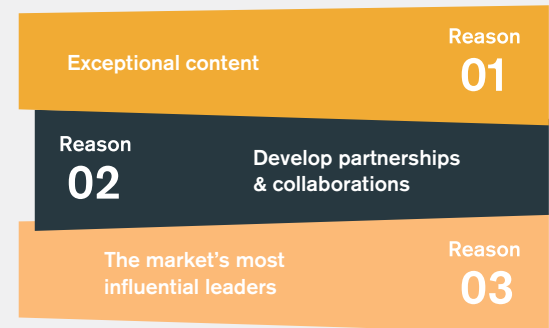 Exceptional content
Reason
01
Reason
02
Develop partnerships
& collaborations
The market’s most
influential leaders
Reason
03